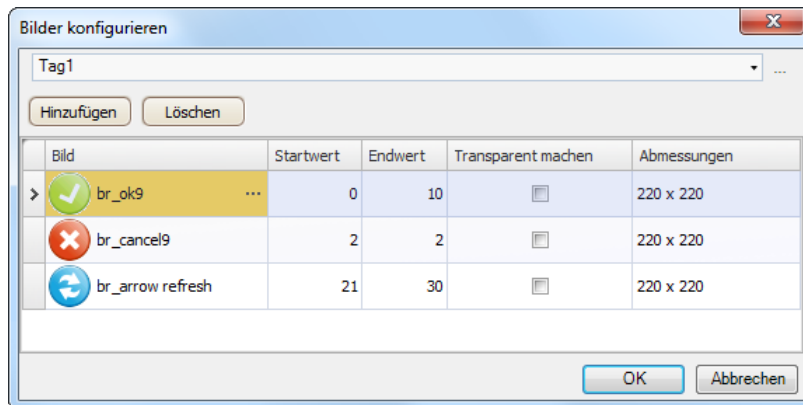 Bilder konfigurieren
Tag1 ...
Hinzufügen Löschen
Bild Startwert Endwert Transparent machen Abmessungen
br_ok9 ... 0 10 220 x 220
br_cancel9 2 2 220 x 220
br_arrow refresh 21 30 220 x 220
OK Abbrechen